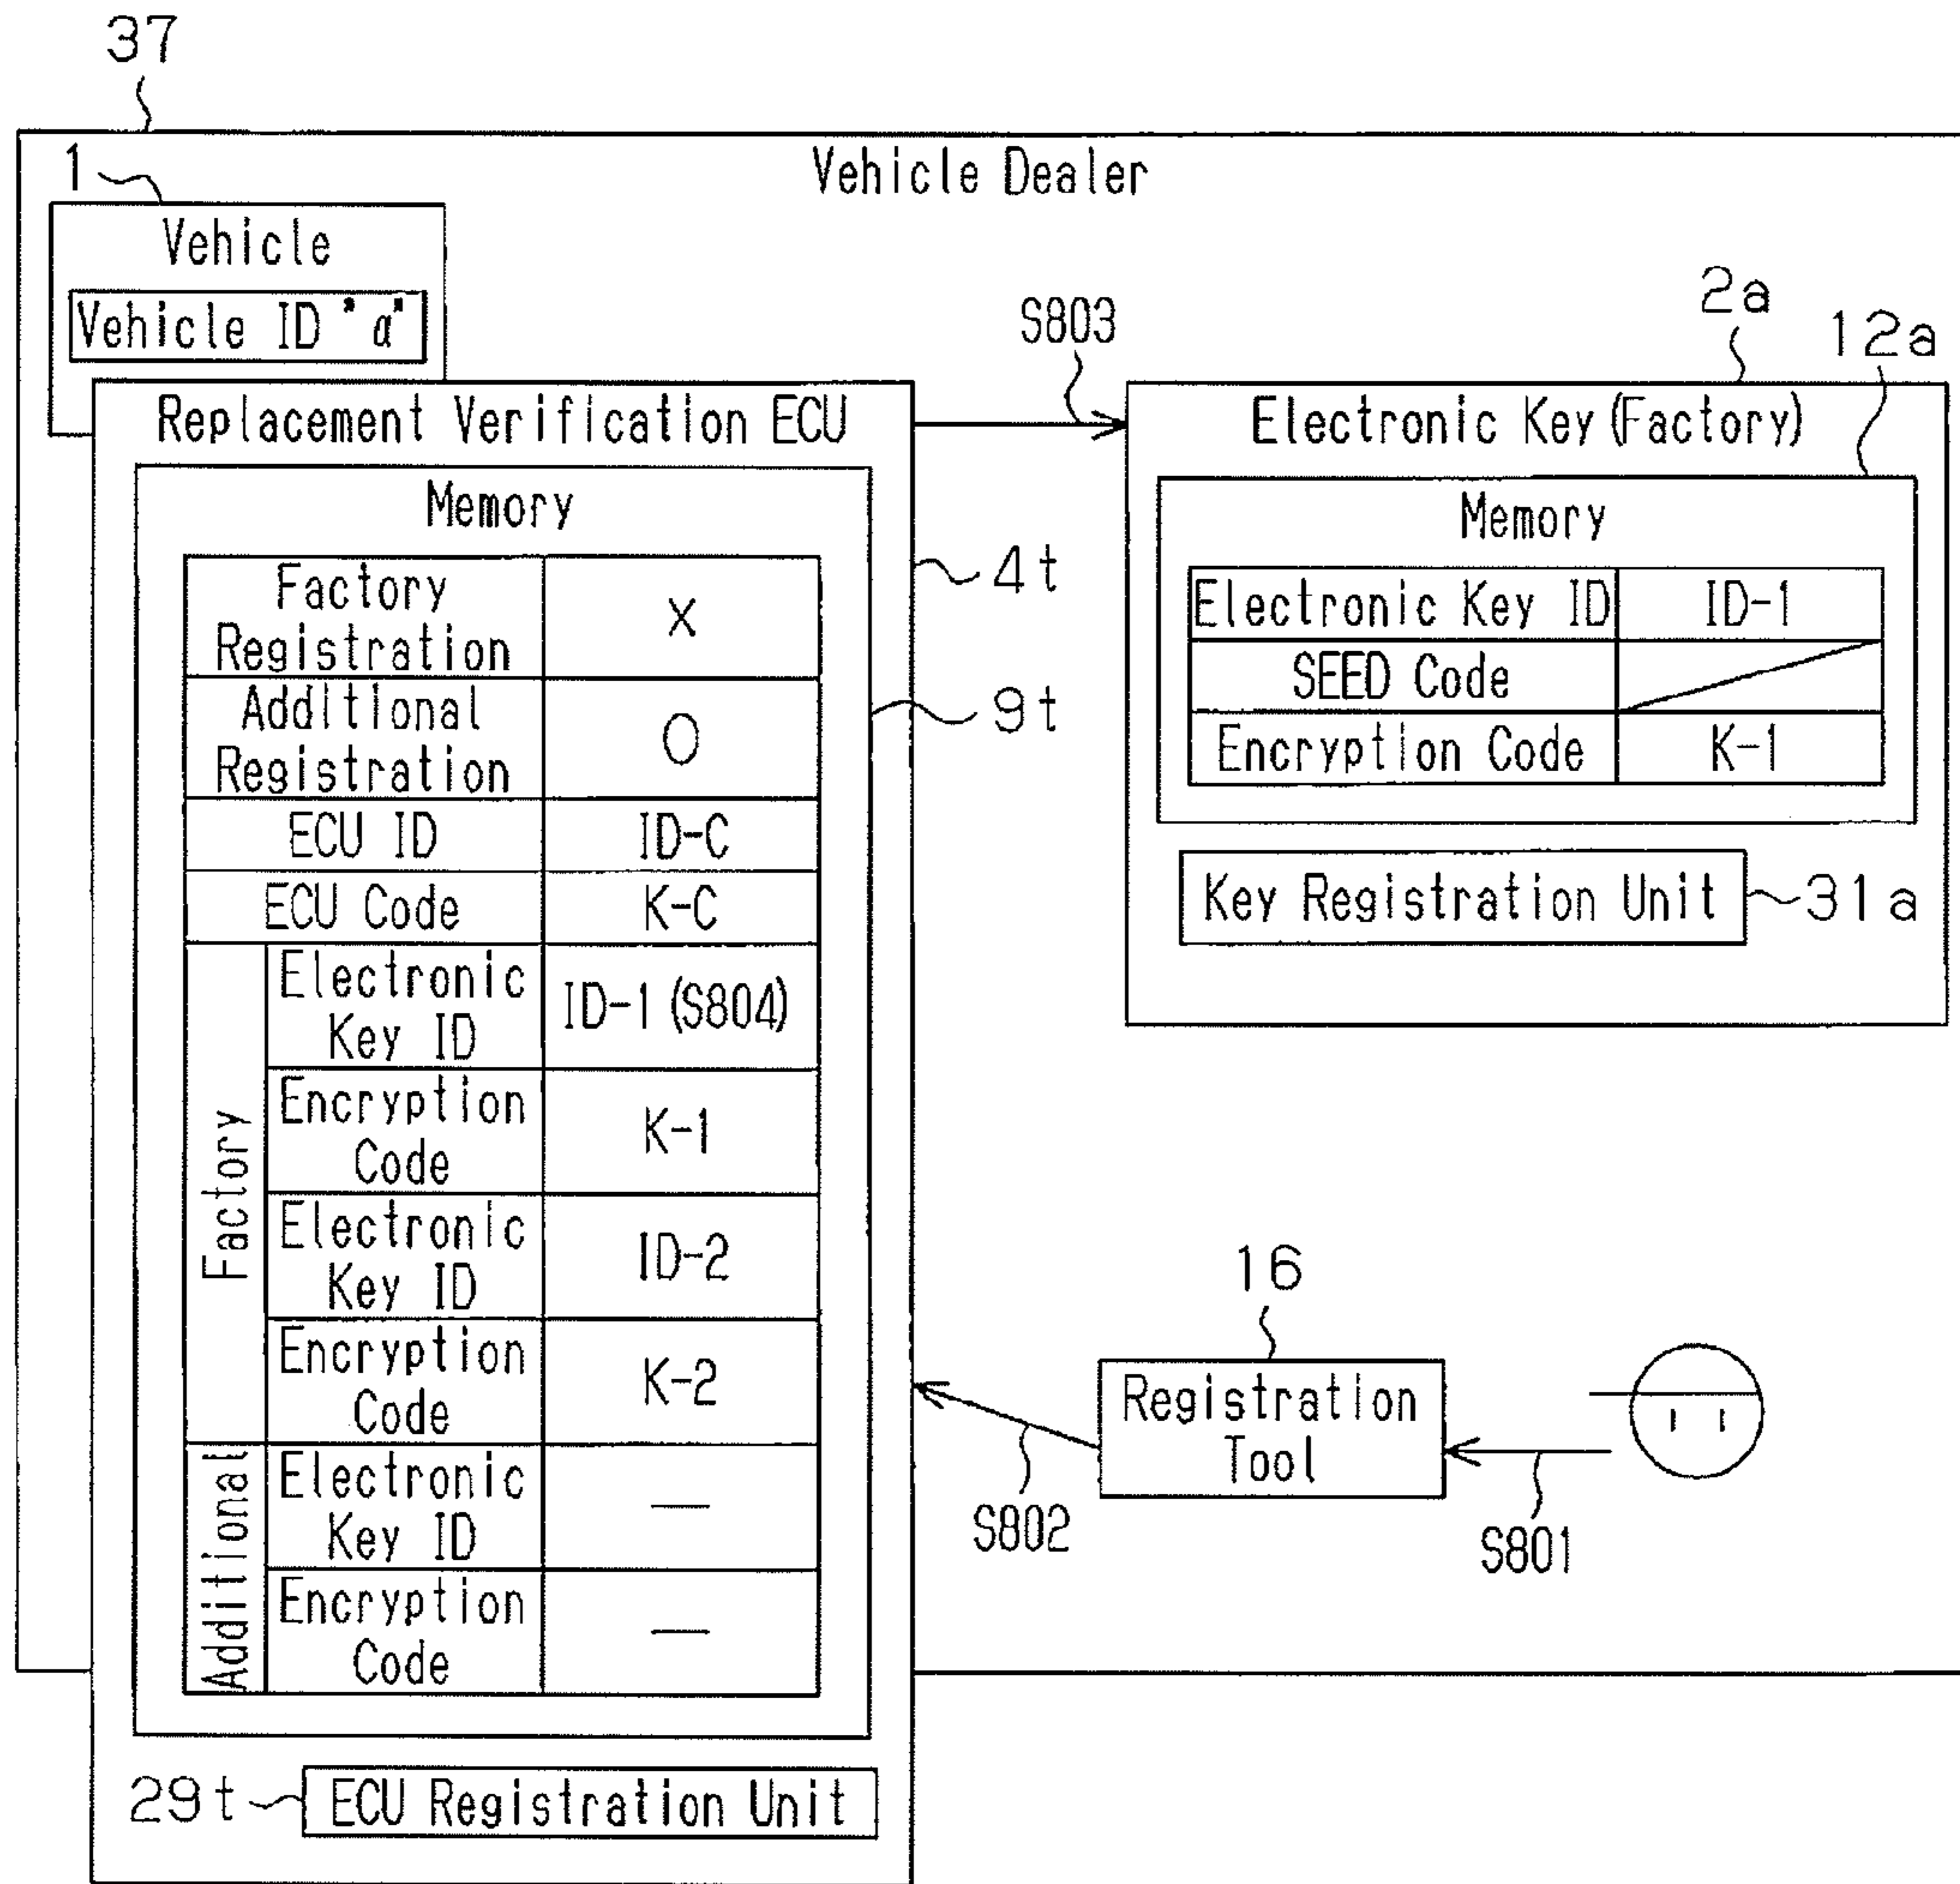 37
Vehicle Dealer
1
Vehicle
Vehicle ID "α"
S803
2a
12a
Replacement Verification ECU
Memory
Factory
Registration
X
Additional
Registration
○
ECU ID
ID-C
ECU Code
K-C
Factory
Electronic
Key ID
ID-1 (S804)
Encryption
Code
K-1
Electronic
Key ID
ID-2
Encryption
Code
K-2
Additional
Electronic
Key ID
—
Encryption
Code
—
4t
9t
29t
ECU Registration Unit
Electronic Key (Factory)
Memory
Electronic Key ID
ID-1
SEED Code
Encryption Code
K-1
Key Registration Unit
31a
16
Registration
Tool
S802
S801